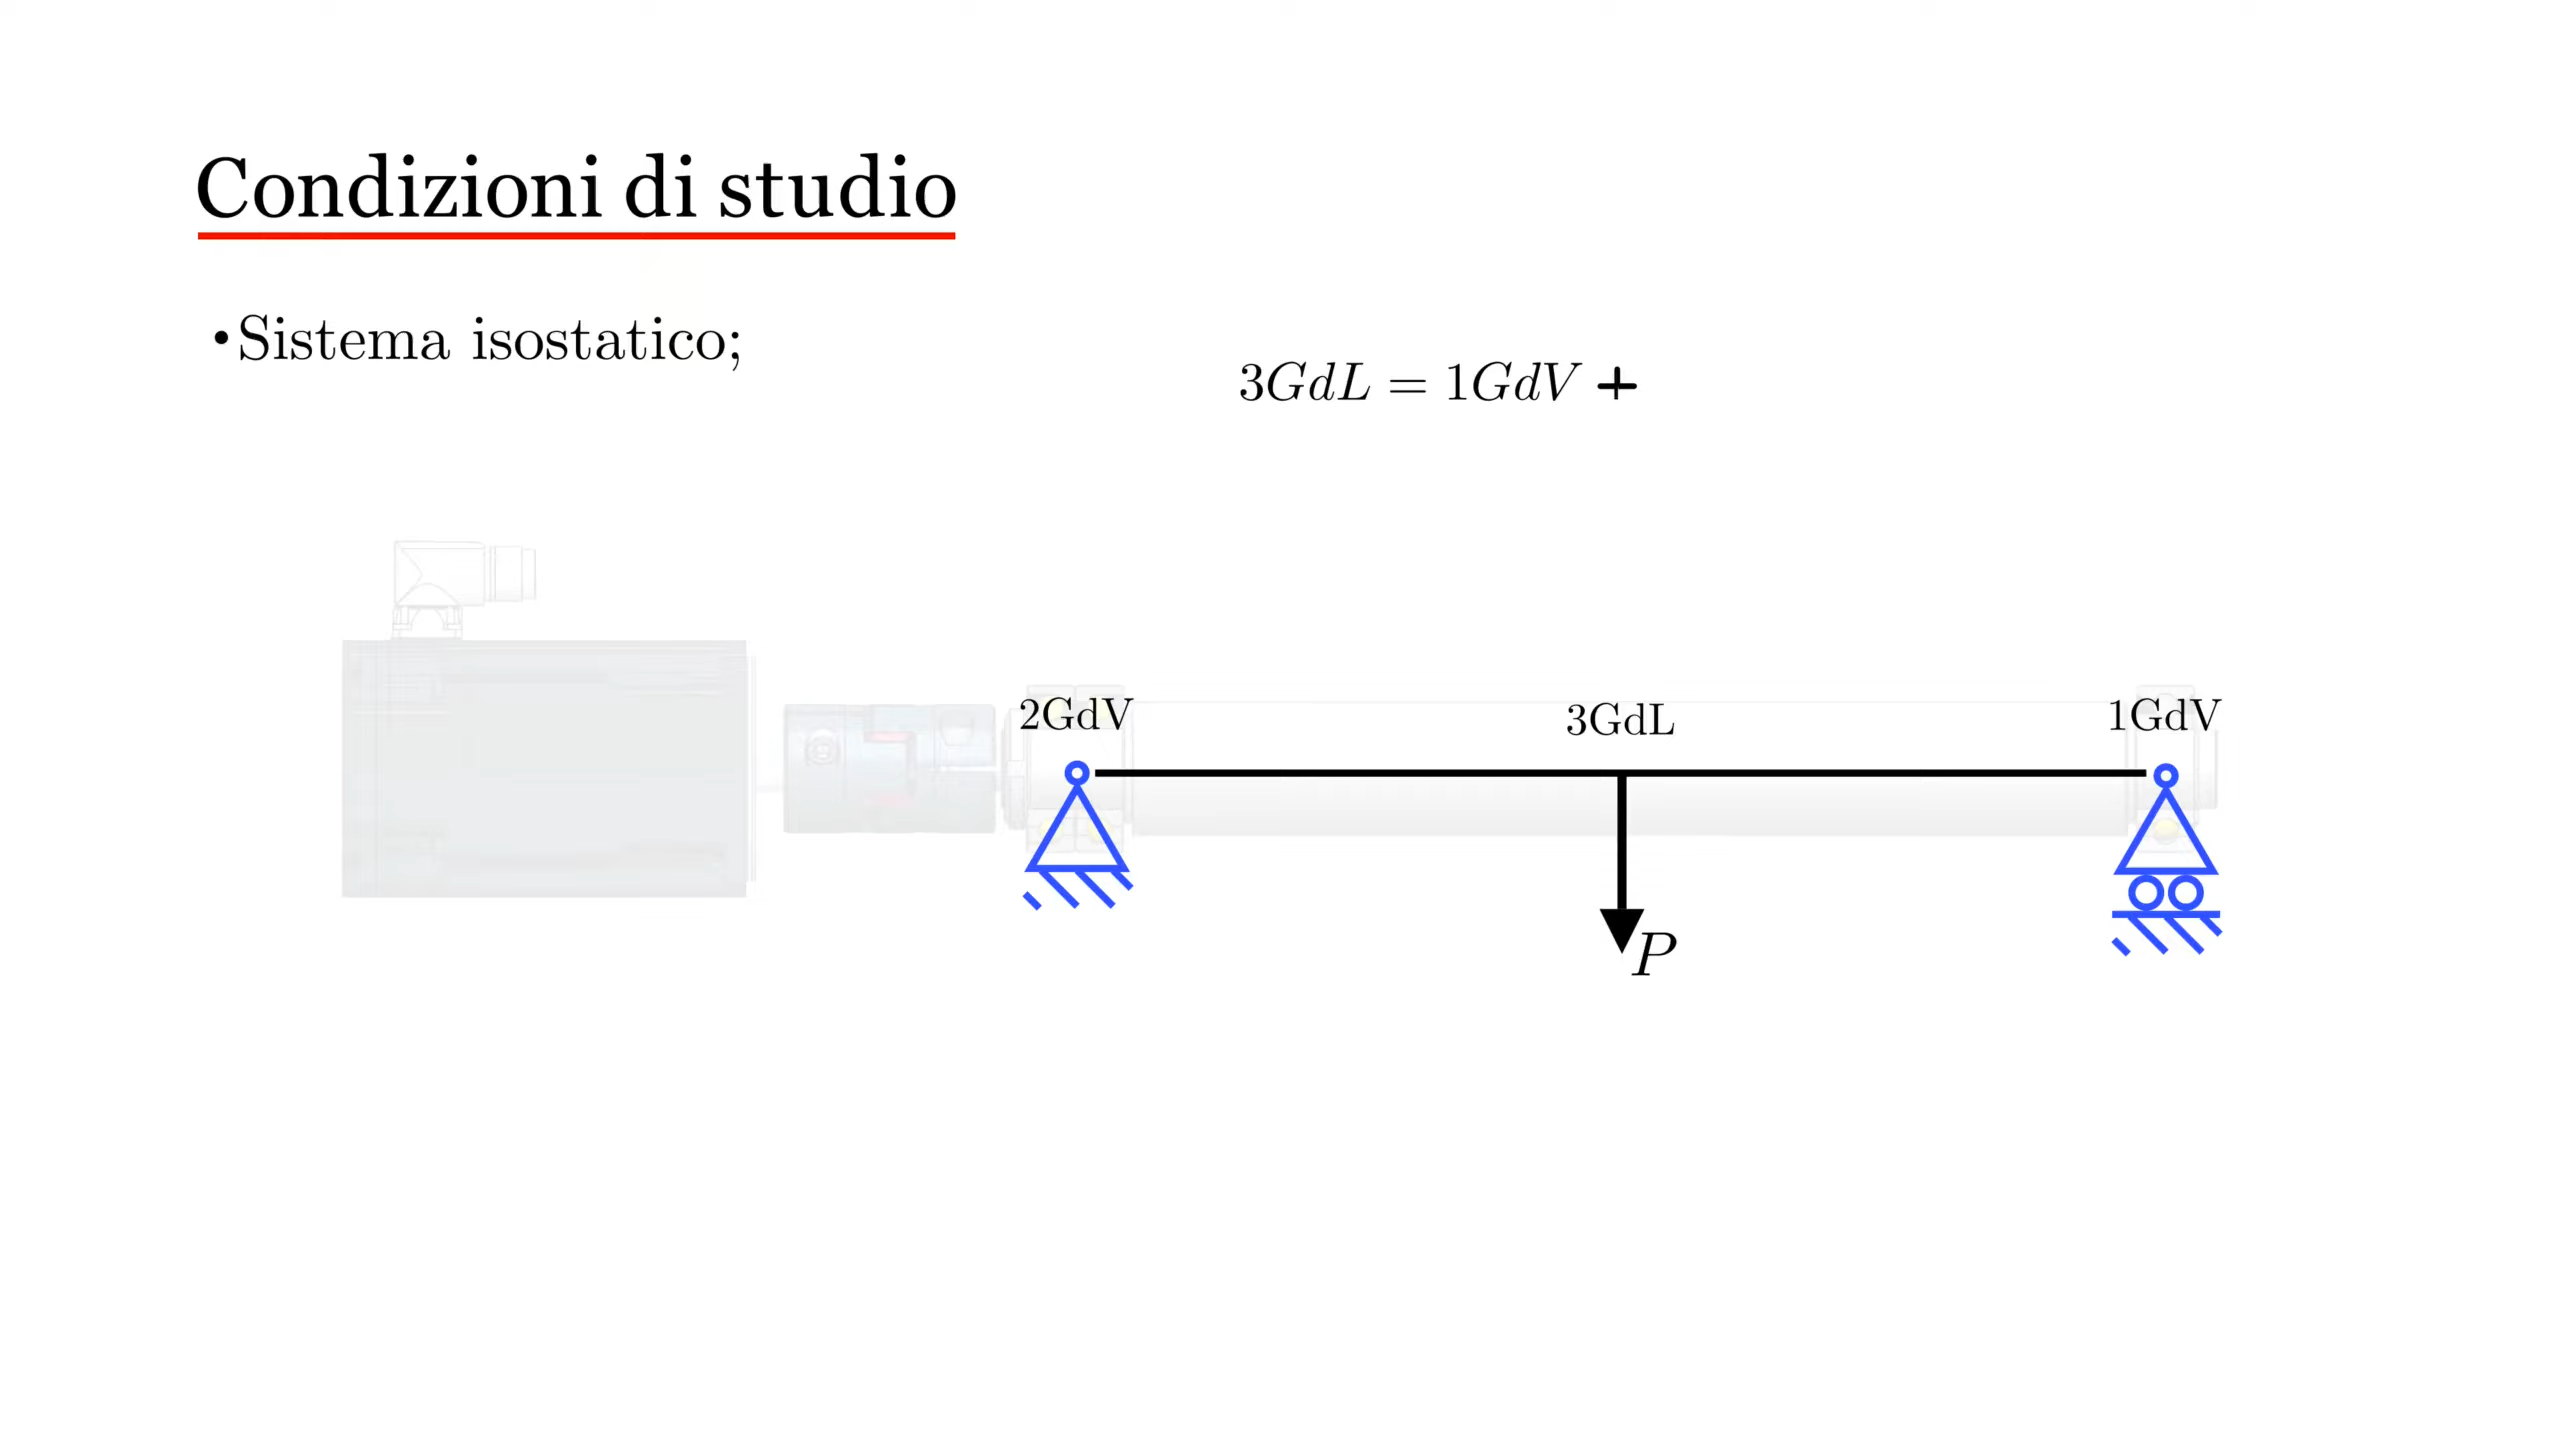 Condizioni di studio
•Sistema isostatico;
3GdL = 1GdV +
2GdV
3GdL
1GdV
P